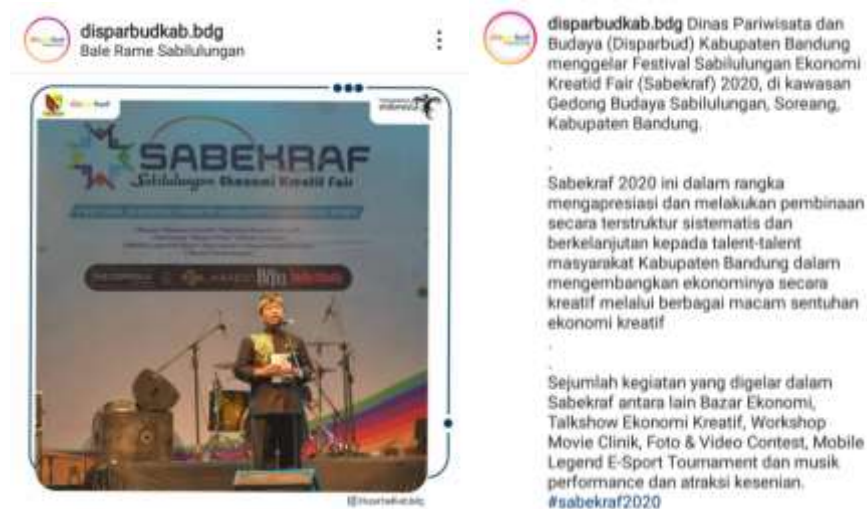 disparbudkab.bdg
Bale Rame Sabilulungan
SABEKRAF
Sabilulungan Ekonomi Kreatif Fair
disparbudkab.bdg Dinas Pariwisata dan
Budaya (Disparbud) Kabupaten Bandung
menggelar Festival Sabilulungan Ekonomi
Kreatid Fair (Sabekraf) 2020, di kawasan
Gedong Budaya Sabilulungan, Soreang,
Kabupaten Bandung.
.
.
Sabekraf 2020 ini dalam rangka
mengapresiasi dan melakukan pembinaan
secara terstruktur sistematis dan
berkelanjutan kepada talent-talent
masyarakat Kabupaten Bandung dalam
mengembangkan ekonominya secara
kreatif melalui berbagai macam sentuhan
ekonomi kreatif
.
.
Sejumlah kegiatan yang digelar dalam
Sabekraf antara lain Bazar Ekonomi,
Talkshow Ekonomi Kreatif, Workshop
Movie Clinik, Foto & Video Contest, Mobile
Legend E-Sport Tournament dan musik
performance dan atraksi kesenian.
#sabekraf2020